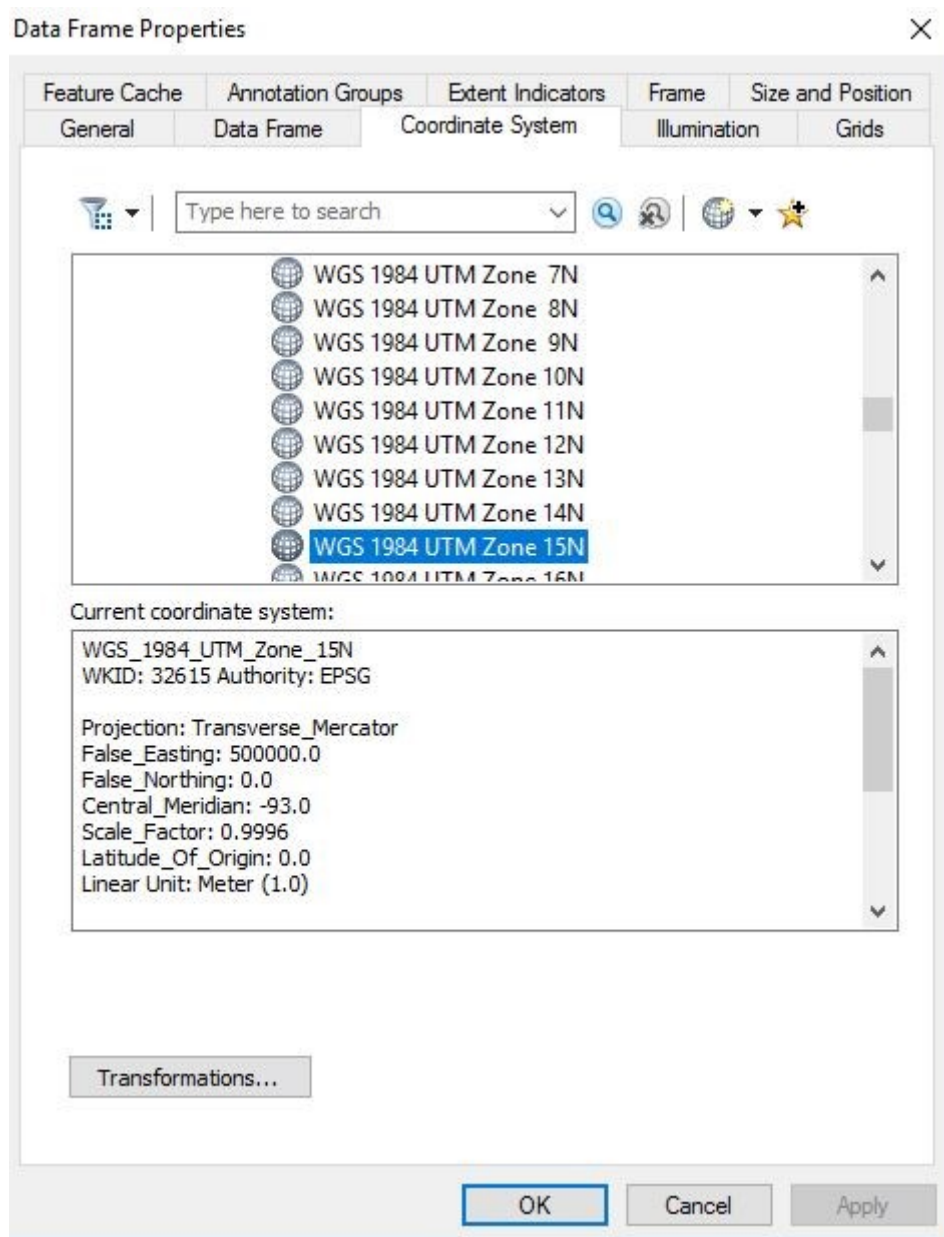 Data Frame Properties
Feature Cache Annotation Groups Extent Indicators Frame Size and Position
General Data Frame Coordinate System Illumination Grids
Type here to search
WGS 1984 UTM Zone 7N
WGS 1984 UTM Zone 8N
WGS 1984 UTM Zone 9N
WGS 1984 UTM Zone 10N
WGS 1984 UTM Zone 11N
WGS 1984 UTM Zone 12N
WGS 1984 UTM Zone 13N
WGS 1984 UTM Zone 14N
WGS 1984 UTM Zone 15N
WGS 1984 UTM Zone 16N
Current coordinate system:
WGS_1984_UTM_Zone_15N
WKID: 32615 Authority: EPSG
Projection: Transverse_Mercator
False_Easting: 500000.0
False_Northing: 0.0
Central_Meridian: -93.0
Scale_Factor: 0.9996
Latitude_Of_Origin: 0.0
Linear Unit: Meter (1.0)
Transformations...
OK Cancel Apply